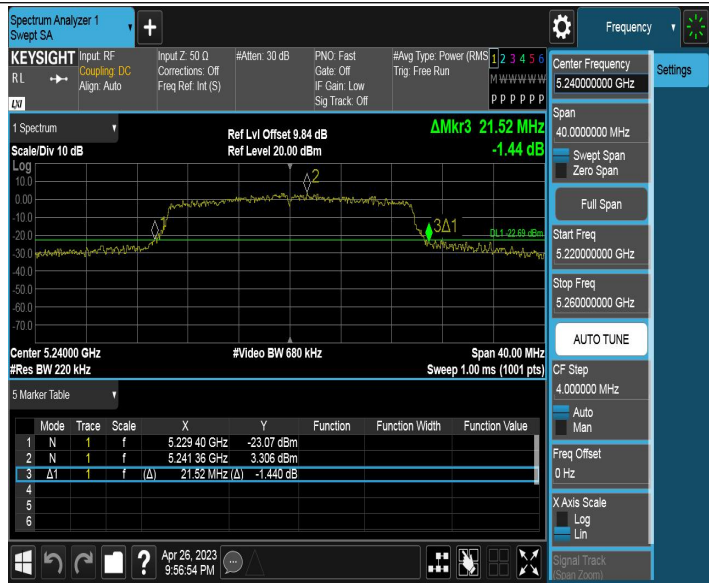 Spectrum Analyzer 1
Swept SA
+
Frequency
KEYSIGHT
RL
LXI
Input: RF
Coupling: DC
Align: Auto
Input Z: 50 Ω
Corrections: Off
Freq Ref: Int (S)
#Atten: 30 dB
PNO: Fast
Gate: Off
IF Gain: Low
Sig Track: Off
#Avg Type: Power (RMS
Trig: Free Run
1 2 3 4 5 6
M W W W W W
P P P P P P
Center Frequency
5.240000000 GHz
Settings
Span
40.0000000 MHz
Swept Span
Zero Span
Full Span
Start Freq
5.220000000 GHz
Stop Freq
5.260000000 GHz
AUTO TUNE
CF Step
4.000000 MHz
Auto
Man
Freq Offset
0 Hz
X Axis Scale
Log
Lin
Signal Track
(Span Zoom)
1 Spectrum
Scale/Div 10 dB
Ref Lvl Offset 9.84 dB
Ref Level 20.00 dBm
ΔMkr3 21.52 MHz
-1.44 dB
Log
10.0
0.00
-10.0
-20.0
-30.0
-40.0
-50.0
-60.0
-70.0
1
2
3Δ1
DL1 -22.69 dBm
Center 5.24000 GHz
#Video BW 680 kHz
Span 40.00 MHz
#Res BW 220 kHz
Sweep 1.00 ms (1001 pts)
5 Marker Table
Mode Trace Scale X Y Function Function Width Function Value
1 N 1 f 5.229 40 GHz -23.07 dBm
2 N 1 f 5.241 36 GHz 3.306 dBm
3 Δ1 1 f (Δ) 21.52 MHz (Δ) -1.440 dB
4
5
6
?
Apr 26, 2023
9:56:54 PM